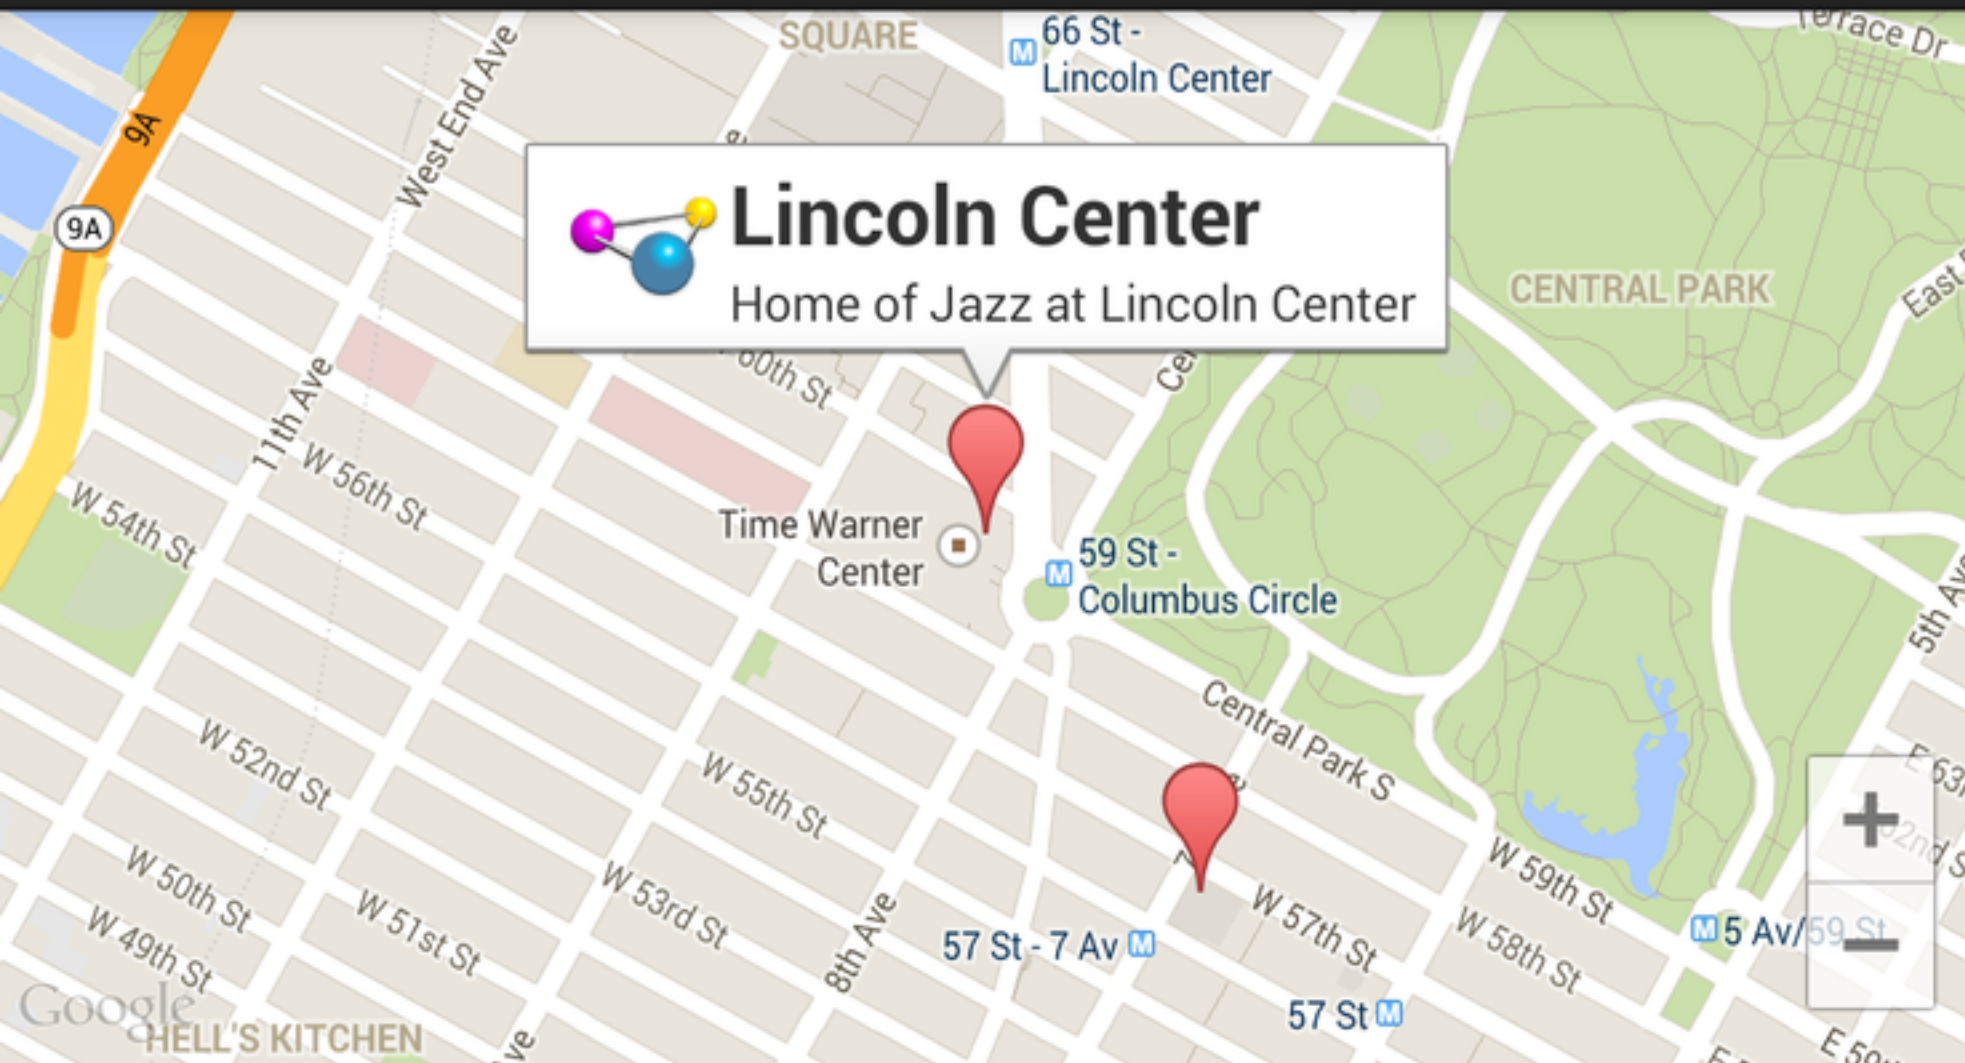 SQUARE
66 St -
Lincoln Center
Terrace Dr
9A
West End Ave
9A
Lincoln Center
Home of Jazz at Lincoln Center
CENTRAL PARK
East
60th St
11th Ave
W 56th St
W 54th St
Time Warner
Center
59 St -
Columbus Circle
5th Ave
Central Park S
W 52nd St
W 55th St
E 63
W 59th St
W 50th St
W 51st St
W 53rd St
8th Ave
W 57th St
W 58th St
57 St - 7 Av
5 Av/59 St
W 49th St
57 St
Google
HELL'S KITCHEN